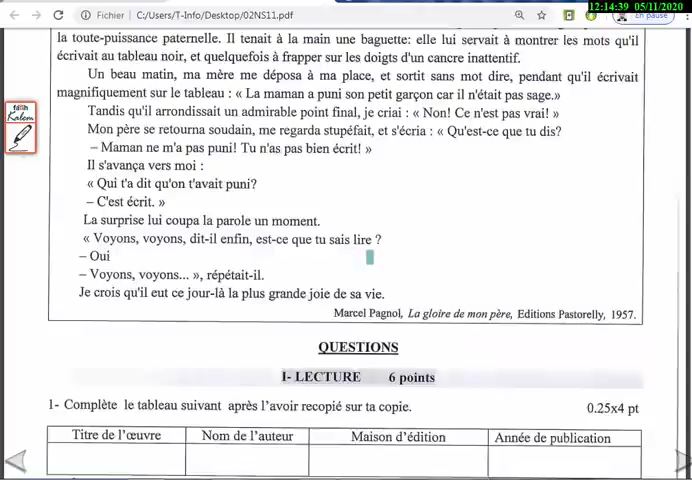 12:14:39 05/11/2020
Fichier | C:/Users/T-Info/Desktop/02NS11.pdf
En pause
la toute-puissance paternelle. Il tenait à la main une baguette: elle lui servait à montrer les mots qu'il
écrivait au tableau noir, et quelquefois à frapper sur les doigts d'un cancre inattentif.
Un beau matin, ma mère me déposa à ma place, et sortit sans mot dire, pendant qu'il écrivait
magnifiquement sur le tableau : « La maman a puni son petit garçon car il n'était pas sage.»
Tandis qu'il arrondissait un admirable point final, je criai : « Non! Ce n'est pas vrai! »
Mon père se retourna soudain, me regarda stupéfait, et s'écria : « Qu'est-ce que tu dis?
– Maman ne m'a pas puni! Tu n'as pas bien écrit! »
Il s'avança vers moi :
« Qui t'a dit qu'on t'avait puni?
– C'est écrit. »
La surprise lui coupa la parole un moment.
« Voyons, voyons, dit-il enfin, est-ce que tu sais lire ?
– Oui
– Voyons, voyons... », répétait-il.
Je crois qu'il eut ce jour-là la plus grande joie de sa vie.
Marcel Pagnol, La gloire de mon père, Editions Pastorelly, 1957.
QUESTIONS
I- LECTURE 6 points
1- Complète le tableau suivant après l'avoir recopié sur ta copie. 0.25x4 pt
Titre de l'œuvre Nom de l'auteur Maison d'édition Année de publication